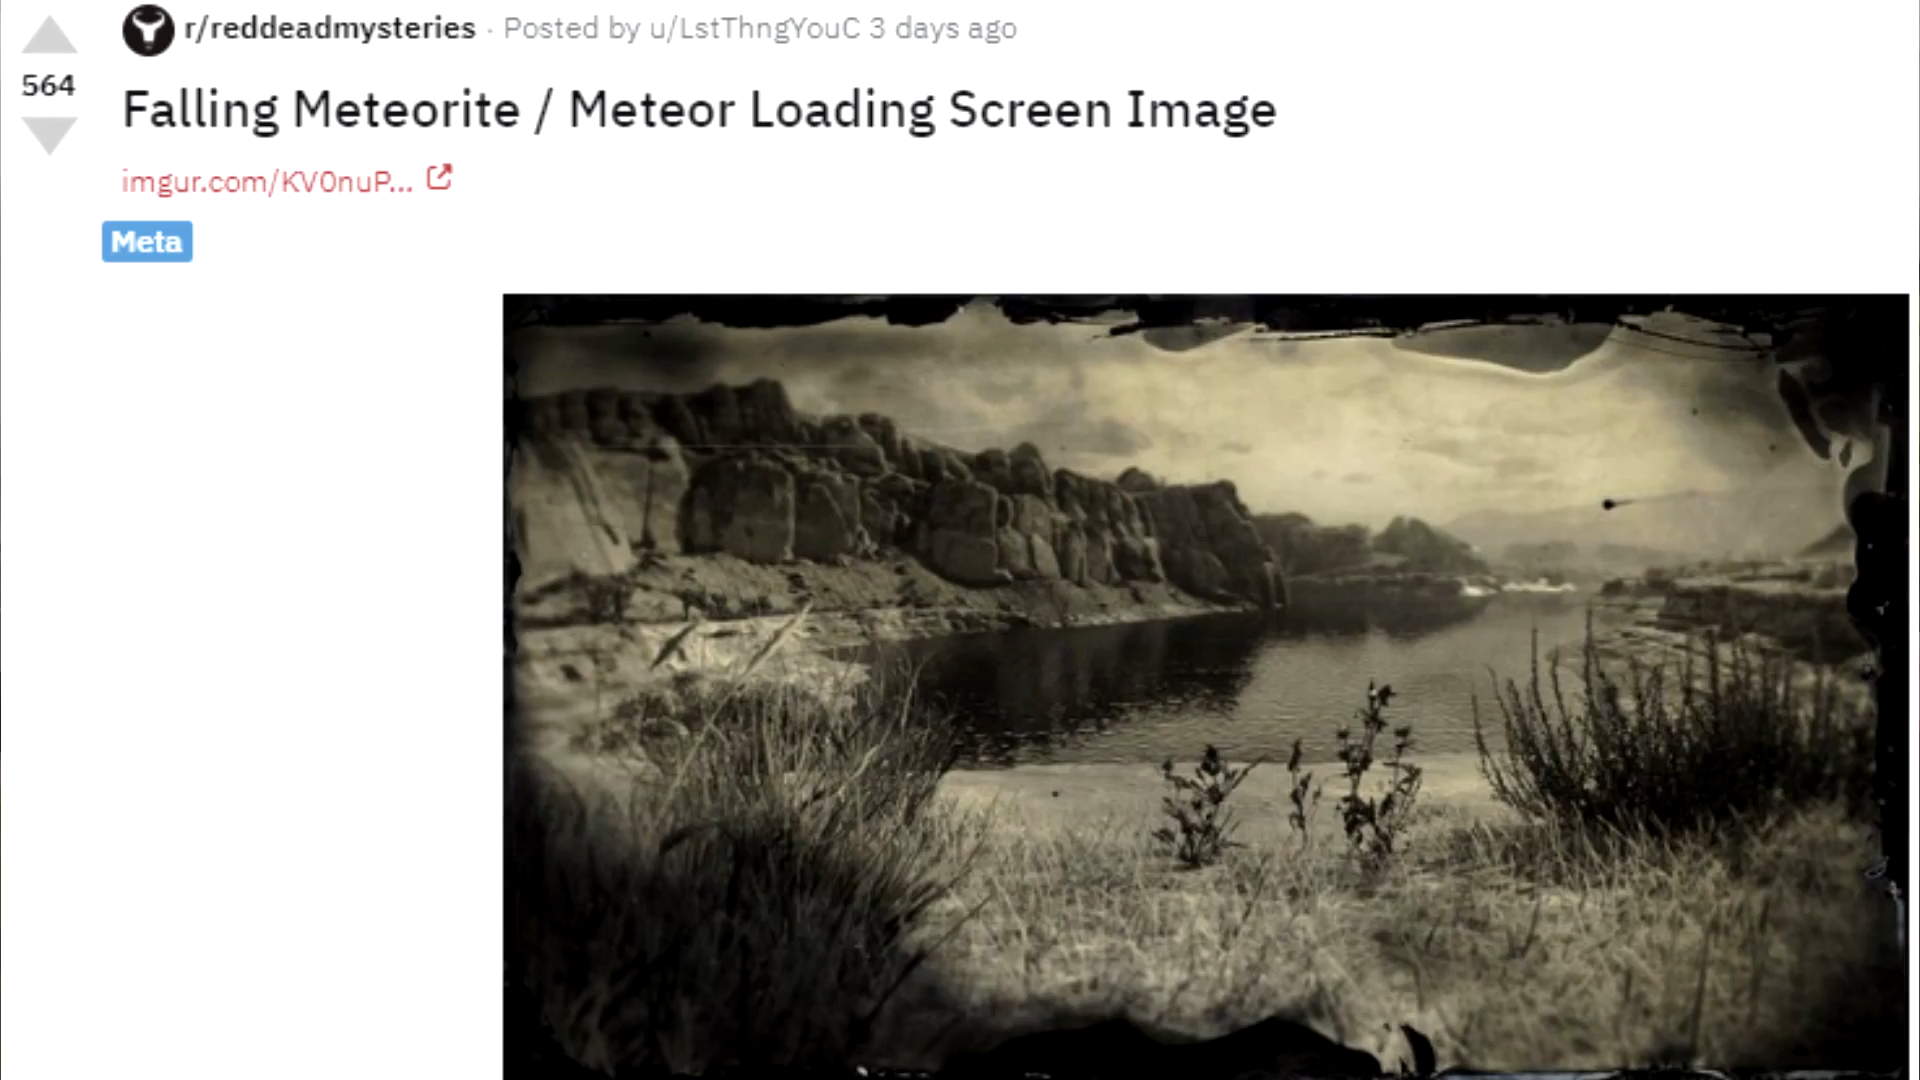 r/reddeadmysteries · Posted by u/LstThngYouC 3 days ago
564
Falling Meteorite / Meteor Loading Screen Image
imgur.com/KV0nuP...
Meta